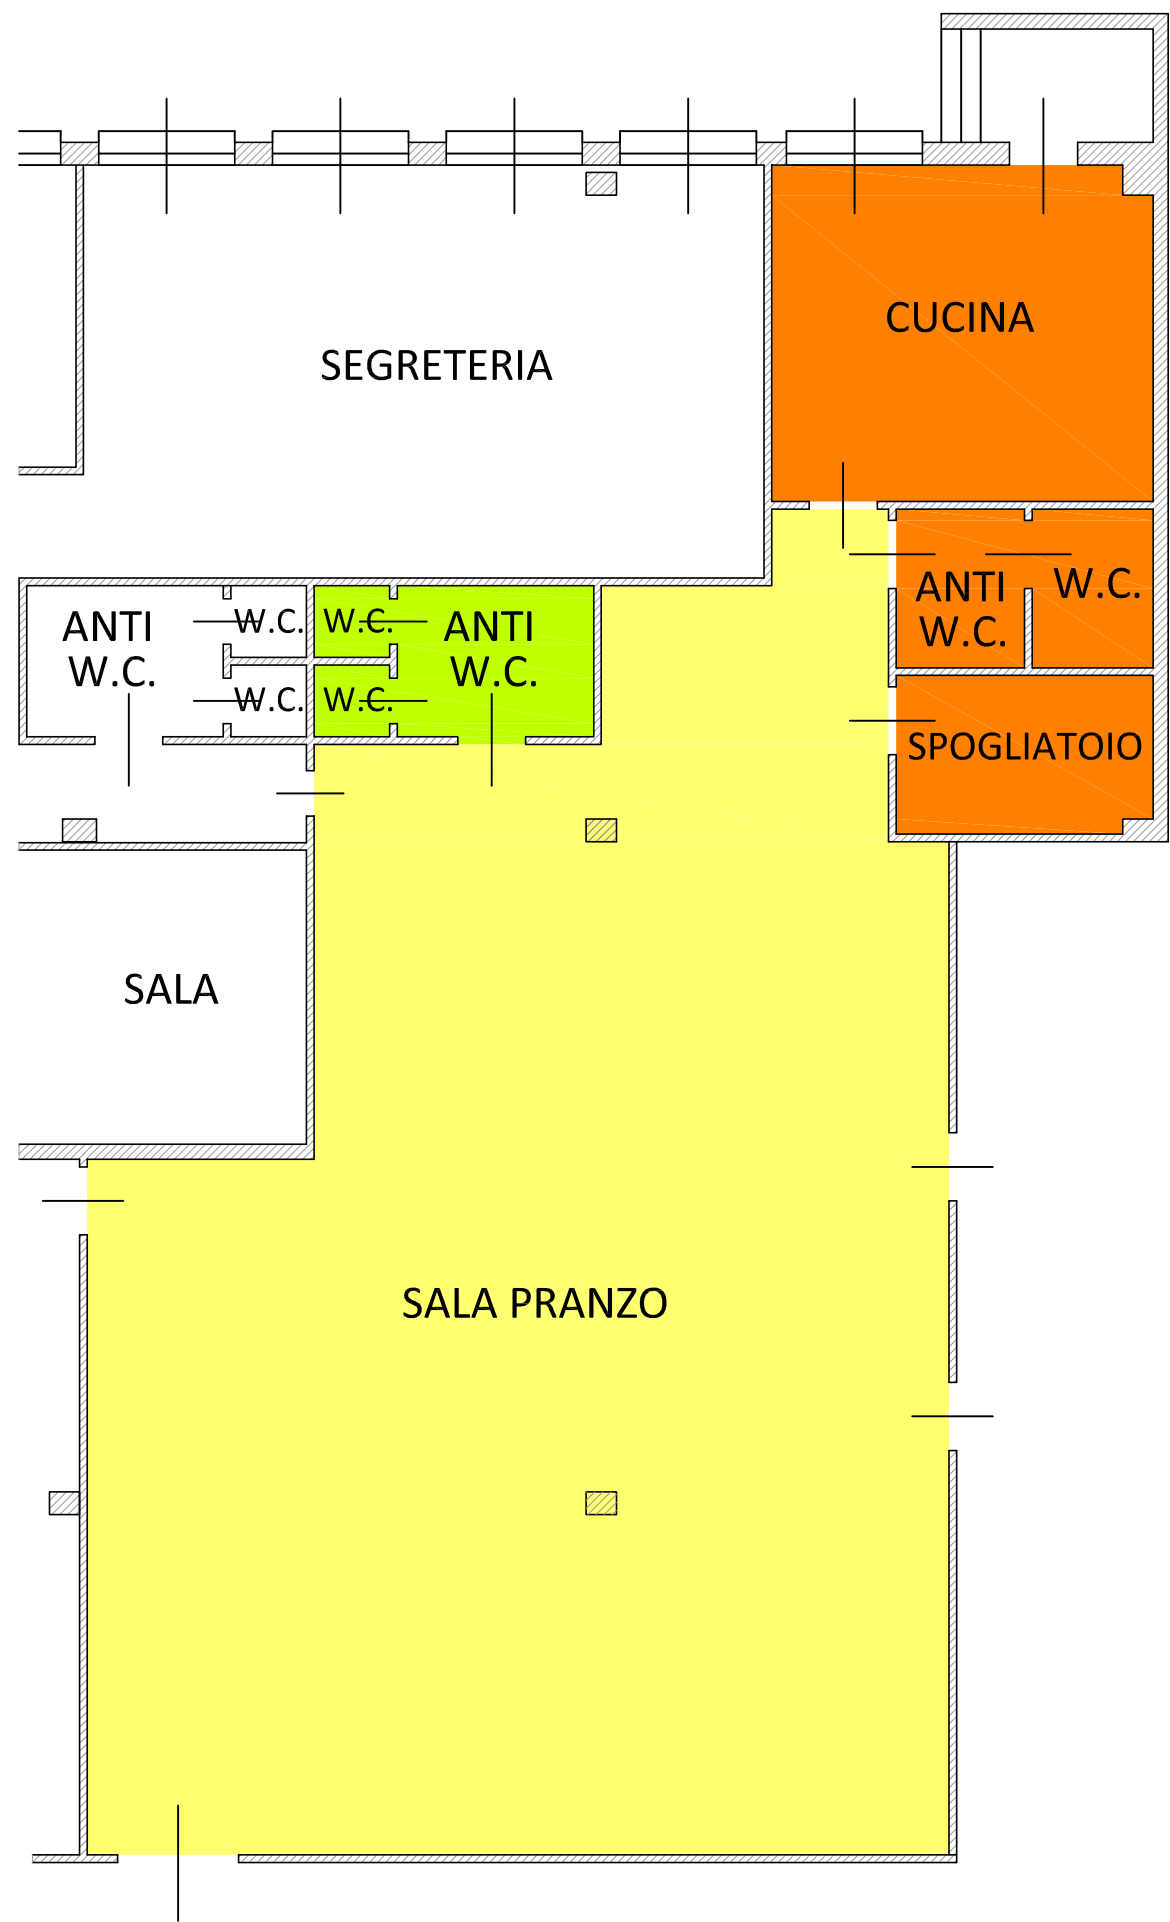 CUCINA
SEGRETERIA
ANTI
W.C.
W.C.
W.C.
W.C.
W.C.
ANTI
W.C.
ANTI
W.C.
W.C.
SPOGLIATOIO
SALA
SALA PRANZO